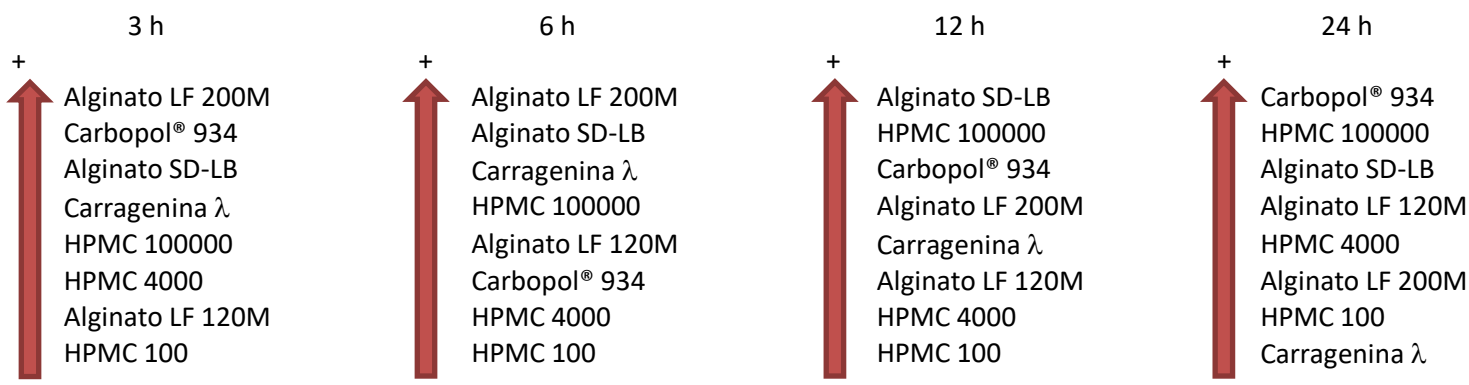 3 h
+
Alginato LF 200M
Carbopol® 934
Alginato SD-LB
Carragenina λ
HPMC 100000
HPMC 4000
Alginato LF 120M
HPMC 100
6 h
+
Alginato LF 200M
Alginato SD-LB
Carragenina λ
HPMC 100000
Alginato LF 120M
Carbopol® 934
HPMC 4000
HPMC 100
12 h
+
Alginato SD-LB
HPMC 100000
Carbopol® 934
Alginato LF 200M
Carragenina λ
Alginato LF 120M
HPMC 4000
HPMC 100
24 h
+
Carbopol® 934
HPMC 100000
Alginato SD-LB
Alginato LF 120M
HPMC 4000
Alginato LF 200M
HPMC 100
Carragenina λ